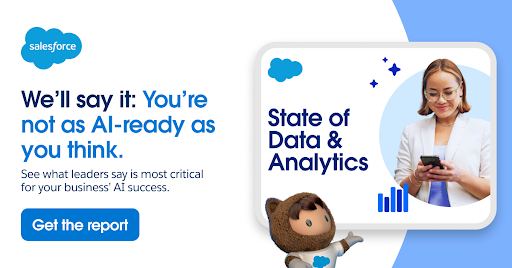 salesforce
We'll say it: You're
not as AI-ready as
you think.
See what leaders say is most critical
for your business' AI success.
Get the report
State of
Data &
Analytics